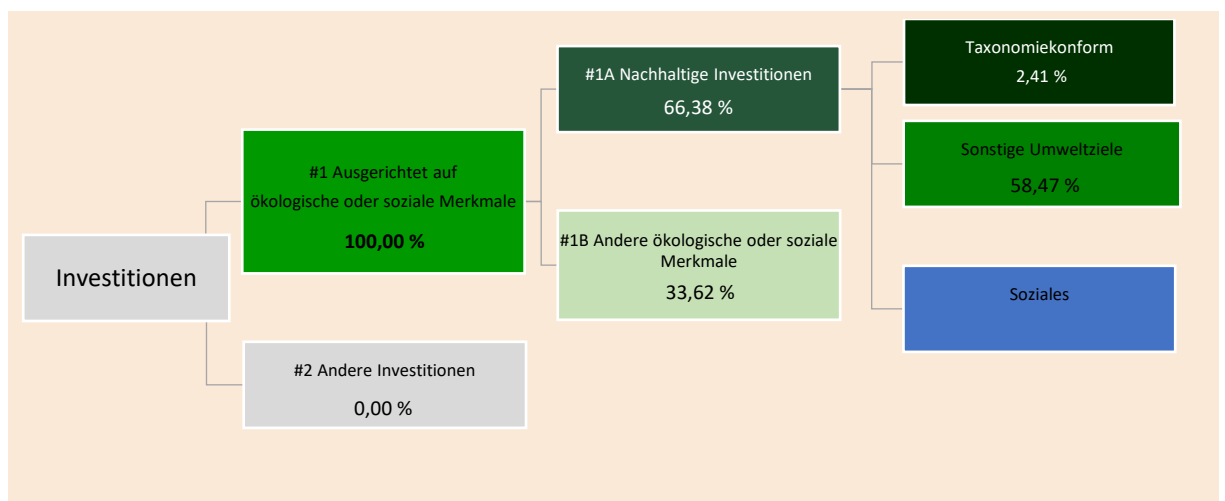 Investitionen
#1 Ausgerichtet auf
ökologische oder soziale Merkmale
100,00 %
#2 Andere Investitionen
0,00 %
#1A Nachhaltige Investitionen
66,38 %
#1B Andere ökologische oder soziale
Merkmale
33,62 %
Taxonomiekonform
2,41 %
Sonstige Umweltziele
58,47 %
Soziales